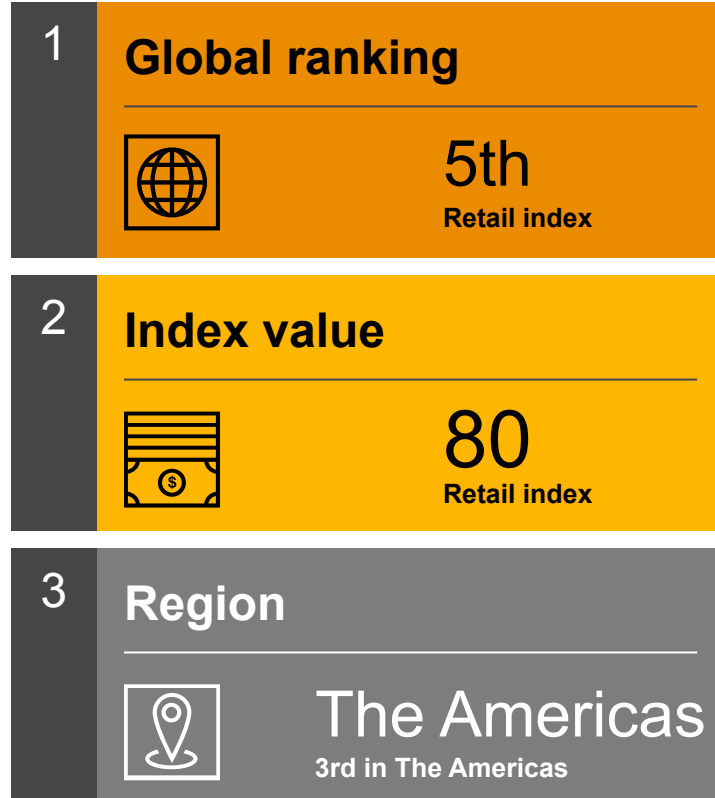 1
Global ranking
5th
Retail index
2
Index value
$
80
Retail index
3
Region
The Americas
3rd in The Americas